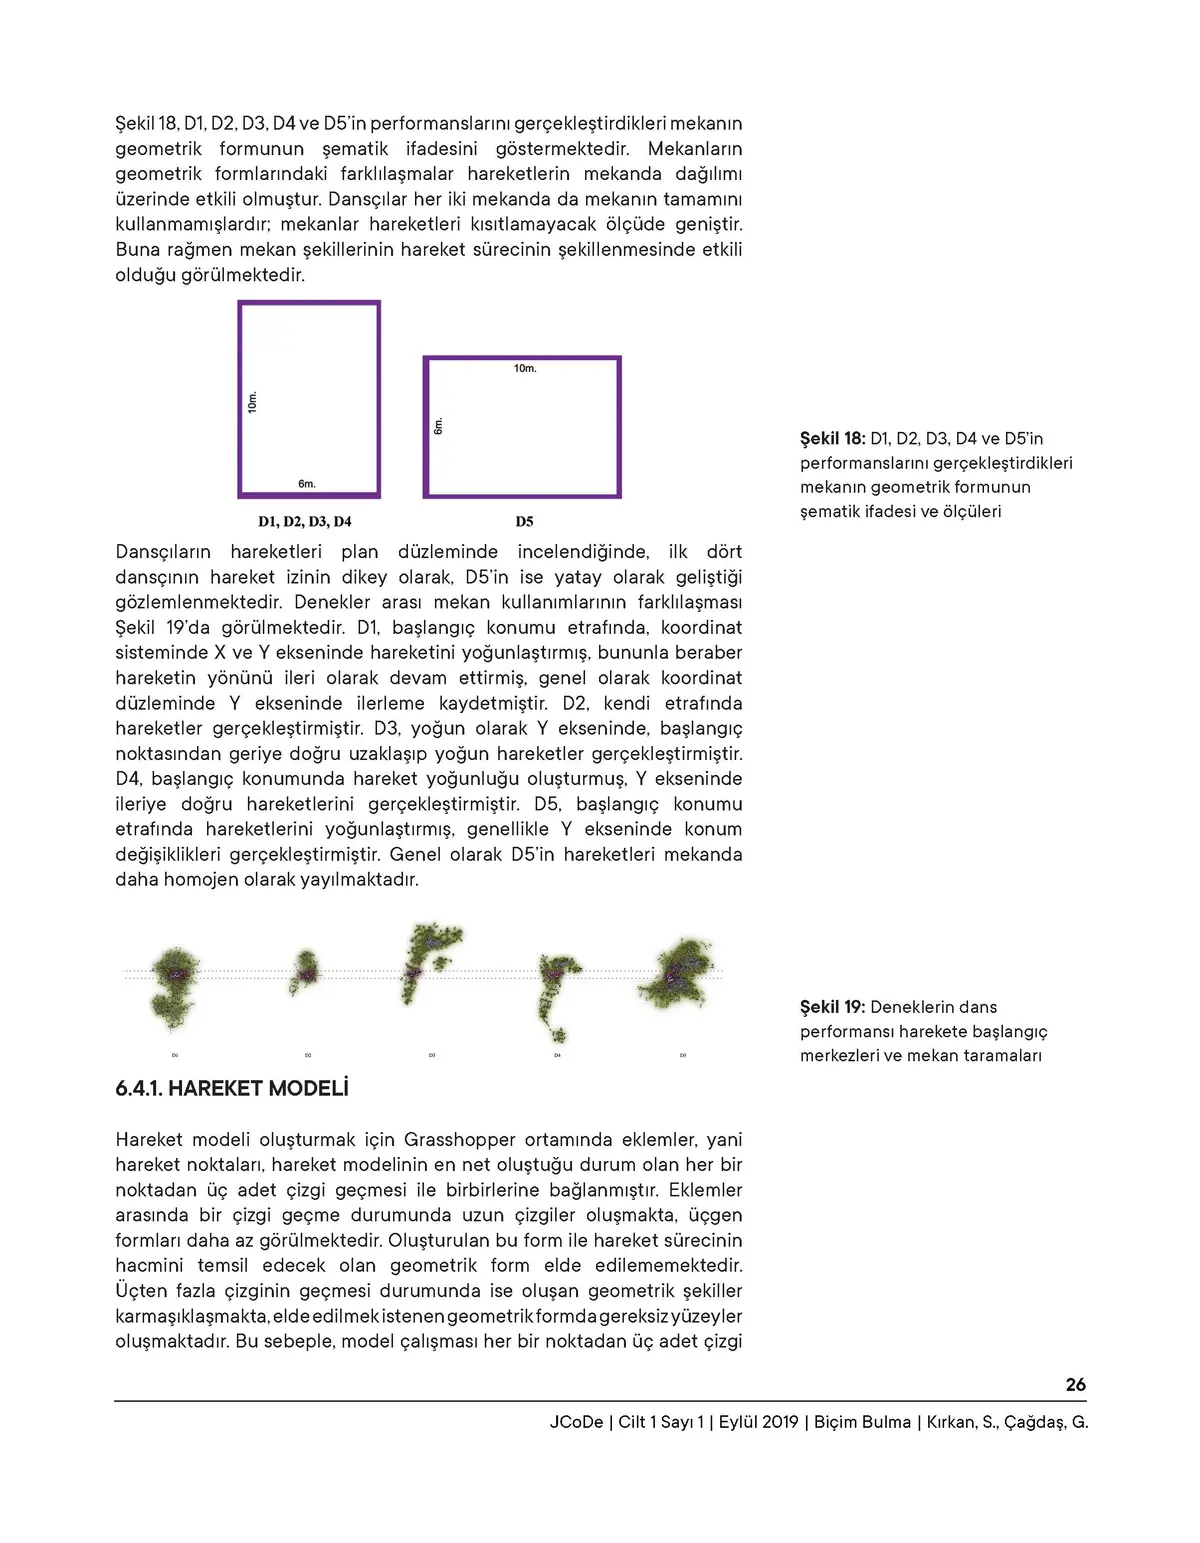 Şekil 18, D1, D2, D3, D4 ve D5’in performanslarını gerçekleştirdikleri mekanın
geometrik formunun şematik ifadesini göstermektedir. Mekanların
geometrik formlarındaki farklılaşmalar hareketlerin mekanda dağılımı
üzerinde etkili olmuştur. Dansçılar her iki mekanda da mekanın tamamını
kullanmamışlardır; mekanlar hareketleri kısıtlamayacak ölçüde geniştir.
Buna rağmen mekan şekillerinin hareket sürecinin şekillenmesinde etkili
olduğu görülmektedir.
10m.
6m.
D1, D2, D3, D4
10m.
6m.
D5
Şekil 18: D1, D2, D3, D4 ve D5’in
performanslarını gerçekleştirdikleri
mekanın geometrik formunun
şematik ifadesi ve ölçüleri
Dansçıların hareketleri plan düzleminde incelendiğinde, ilk dört
dansçının hareket izinin dikey olarak, D5’in ise yatay olarak geliştiği
gözlemlenmektedir. Denekler arası mekan kullanımlarının farklılaşması
Şekil 19’da görülmektedir. D1, başlangıç konumu etrafında, koordinat
sisteminde X ve Y ekseninde hareketini yoğunlaştırmış, bununla beraber
hareketin yönünü ileri olarak devam ettirmiş, genel olarak koordinat
düzleminde Y ekseninde ilerleme kaydetmiştir. D2, kendi etrafında
hareketler gerçekleştirmiştir. D3, yoğun olarak Y ekseninde, başlangıç
noktasından geriye doğru uzaklaşıp yoğun hareketler gerçekleştirmiştir.
D4, başlangıç konumunda hareket yoğunluğu oluşturmuş, Y ekseninde
ileriye doğru hareketlerini gerçekleştirmiştir. D5, başlangıç konumu
etrafında hareketlerini yoğunlaştırmış, genellikle Y ekseninde konum
değişiklikleri gerçekleştirmiştir. Genel olarak D5’in hareketleri mekanda
daha homojen olarak yayılmaktadır.
D1 D2 D3 D4 D5
Şekil 19: Deneklerin dans
performansı harekete başlangıç
merkezleri ve mekan taramaları
6.4.1. HAREKET MODELİ
Hareket modeli oluşturmak için Grasshopper ortamında eklemler, yani
hareket noktaları, hareket modelinin en net oluştuğu durum olan her bir
noktadan üç adet çizgi geçmesi ile birbirlerine bağlanmıştır. Eklemler
arasında bir çizgi geçme durumunda uzun çizgiler oluşmakta, üçgen
formları daha az görülmektedir. Oluşturulan bu form ile hareket sürecinin
hacmini temsil edecek olan geometrik form elde edilememektedir.
Üçten fazla çizginin geçmesi durumunda ise oluşan geometrik şekiller
karmaşıklaşmakta, elde edilmek istenen geometrik formda gereksiz yüzeyler
oluşmaktadır. Bu sebeple, model çalışması her bir noktadan üç adet çizgi
26
JCoDe | Cilt 1 Sayı 1 | Eylül 2019 | Biçim Bulma | Kırkan, S., Çağdaş, G.